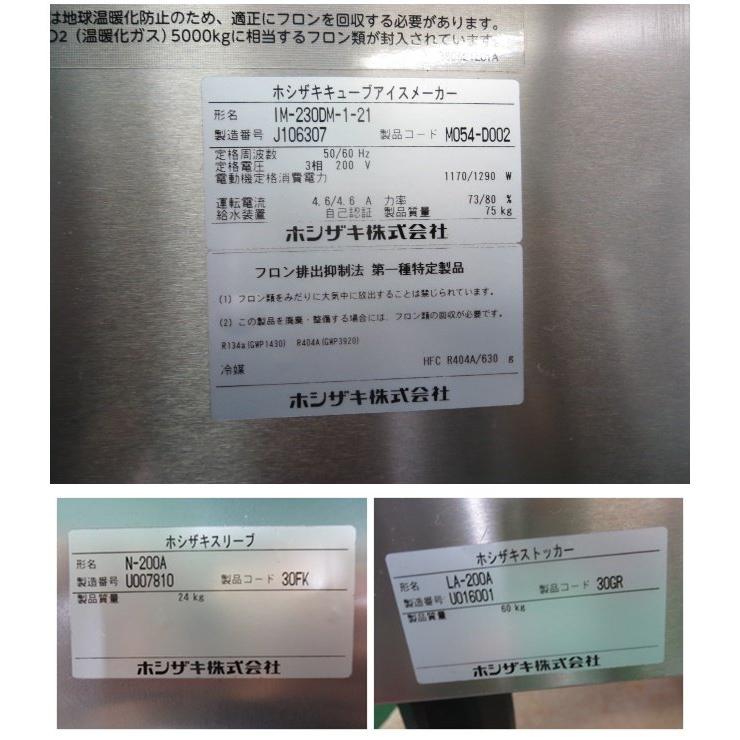 は地球温暖化防止のため、適正にフロンを回収する必要があります。
O2（温暖化ガス）5000kgに相当するフロン類が封入されています。
ホシザキキューブアイスメーカー
形名 IM-230DM-1-21
製造番号 J106307 製品コード M054-D002
定格周波数 50/60 Hz
定格電圧 3相 200 V
電動機定格消費電力 1170/1290 W
運転電流 4.6/4.6 A 力率 73/80 %
給水装置 自己認証 製品質量 75 kg
ホシザキ株式会社
フロン排出抑制法 第一種特定製品
(1) フロン類をみだりに大気中に放出することは禁じられています。
(2) この製品を廃棄・整備する場合には、フロン類の回収が必要です。
R134a(GWP1430) R404A(GWP3920)
冷媒 HFC R404A/630 g
ホシザキ株式会社
ホシザキスリーブ
形名 N-200A
製造番号 U007810 製品コード 30FK
製品質量 24 kg
ホシザキ株式会社
ホシザキストッカー
形名 LA-200A
製造番号 U016001 製品コード 30GR
製品質量 60 kg
ホシザキ株式会社